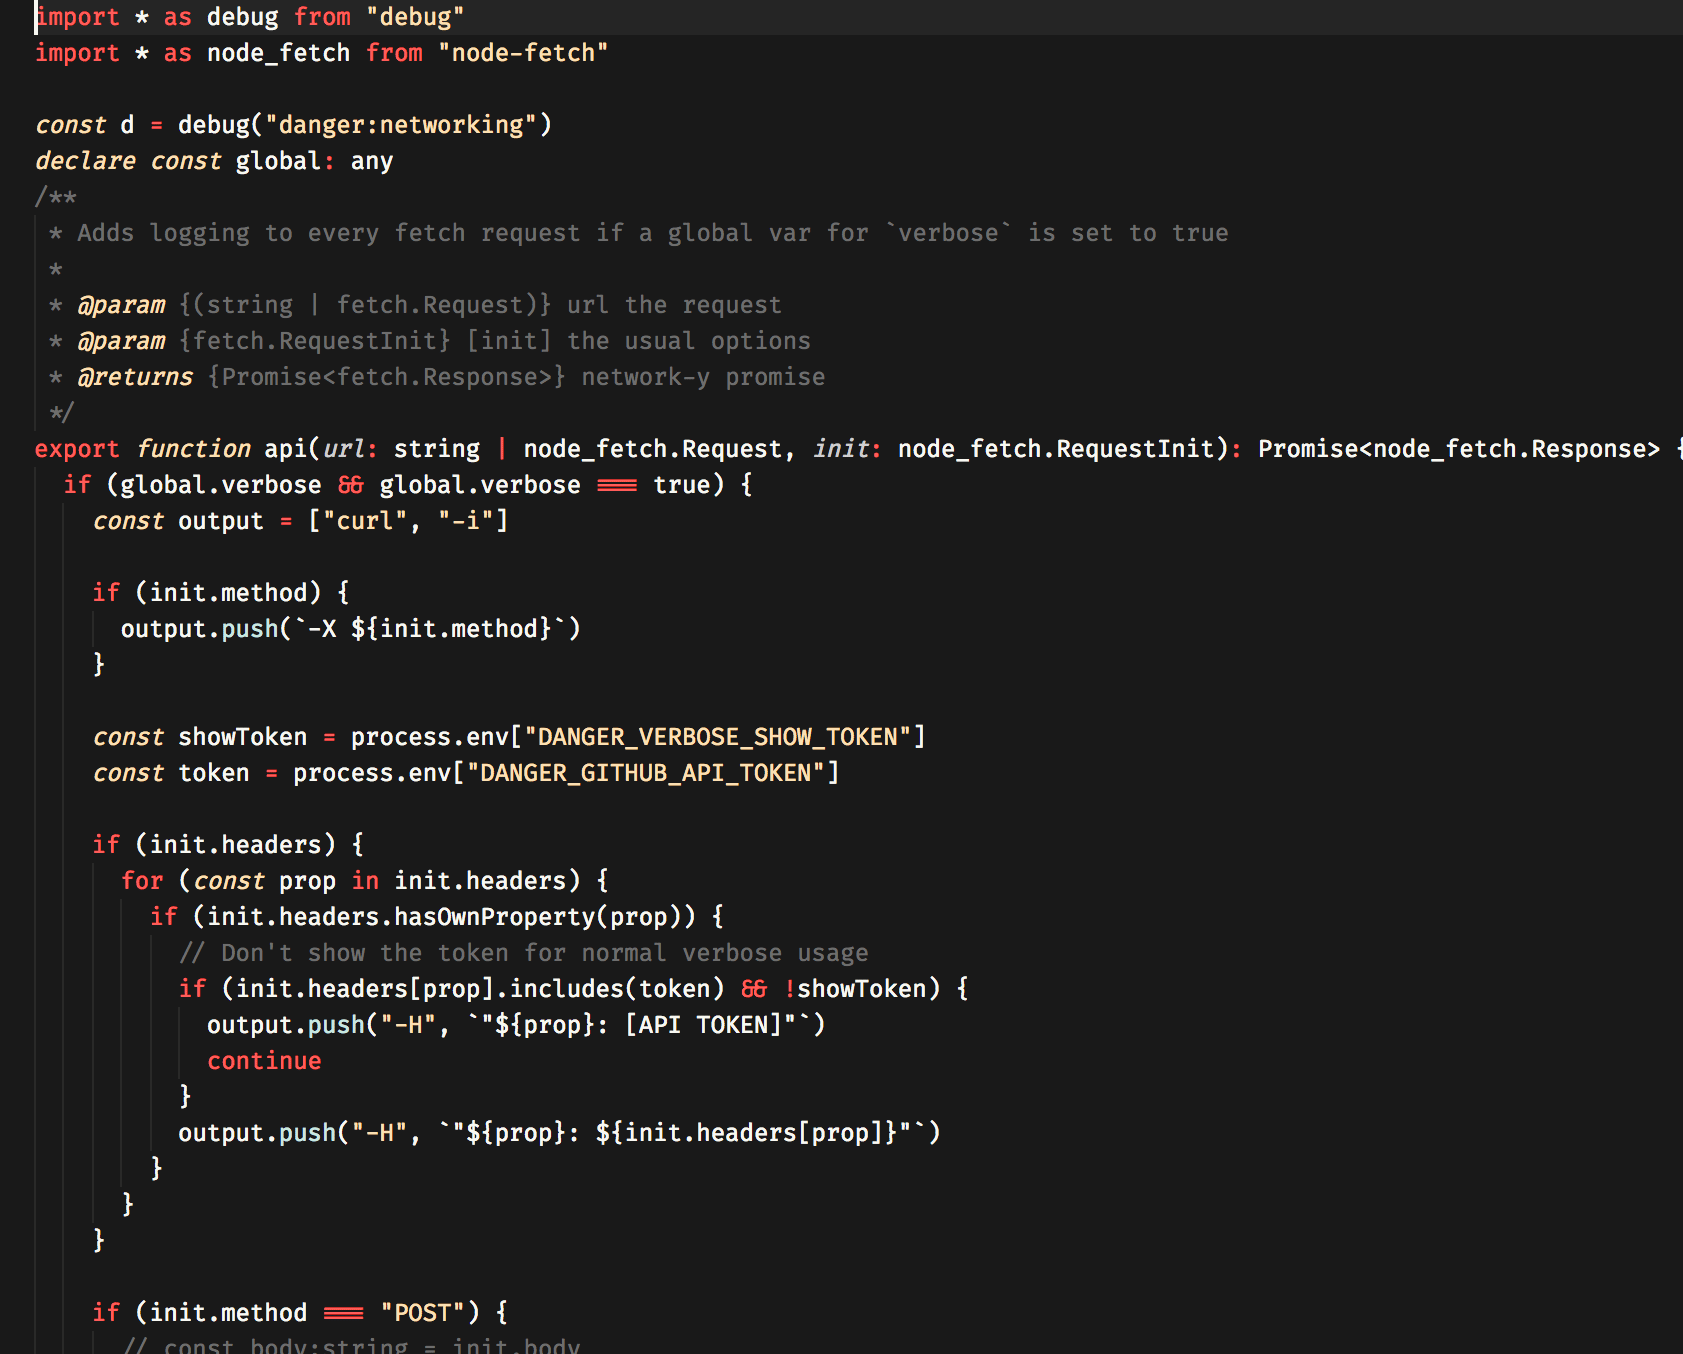 import * as debug from "debug"
import * as node_fetch from "node-fetch"
const d = debug("danger:networking")
declare const global: any
/**
 * Adds logging to every fetch request if a global var for `verbose` is set to true
 *
 * @param {(string | fetch.Request)} url the request
 * @param {fetch.RequestInit} [init] the usual options
 * @returns {Promise<fetch.Response>} network-y promise
 */
export function api(url: string | node_fetch.Request, init: node_fetch.RequestInit): Promise<node_fetch.Response> {
  if (global.verbose && global.verbose === true) {
    const output = ["curl", "-i"]
    if (init.method) {
      output.push(`-X ${init.method}`)
    }
    const showToken = process.env["DANGER_VERBOSE_SHOW_TOKEN"]
    const token = process.env["DANGER_GITHUB_API_TOKEN"]
    if (init.headers) {
      for (const prop in init.headers) {
        if (init.headers.hasOwnProperty(prop)) {
          // Don't show the token for normal verbose usage
          if (init.headers[prop].includes(token) && !showToken) {
            output.push("-H", `"${prop}: [API TOKEN]"`)
            continue
          }
          output.push("-H", `"${prop}: ${init.headers[prop]}"`)
        }
      }
    }
    if (init.method === "POST") {
      // const body:string = init.body